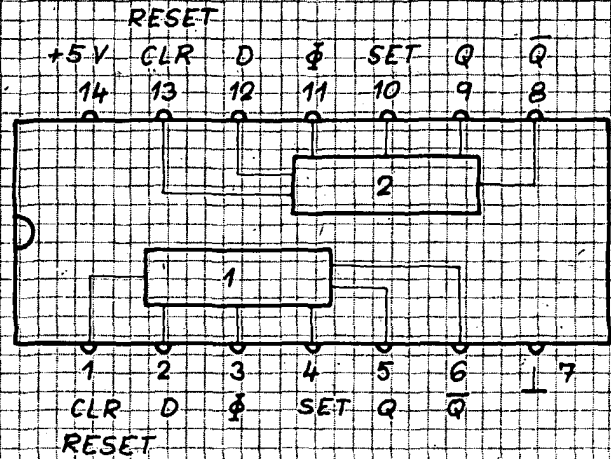 RESET
+5V CLR D Φ SET Q Q̅
14 13 12 11 10 9 8
2
1
1 2 3 4 5 6 ⊥ 7
CLR D Φ SET Q Q̅
RESET